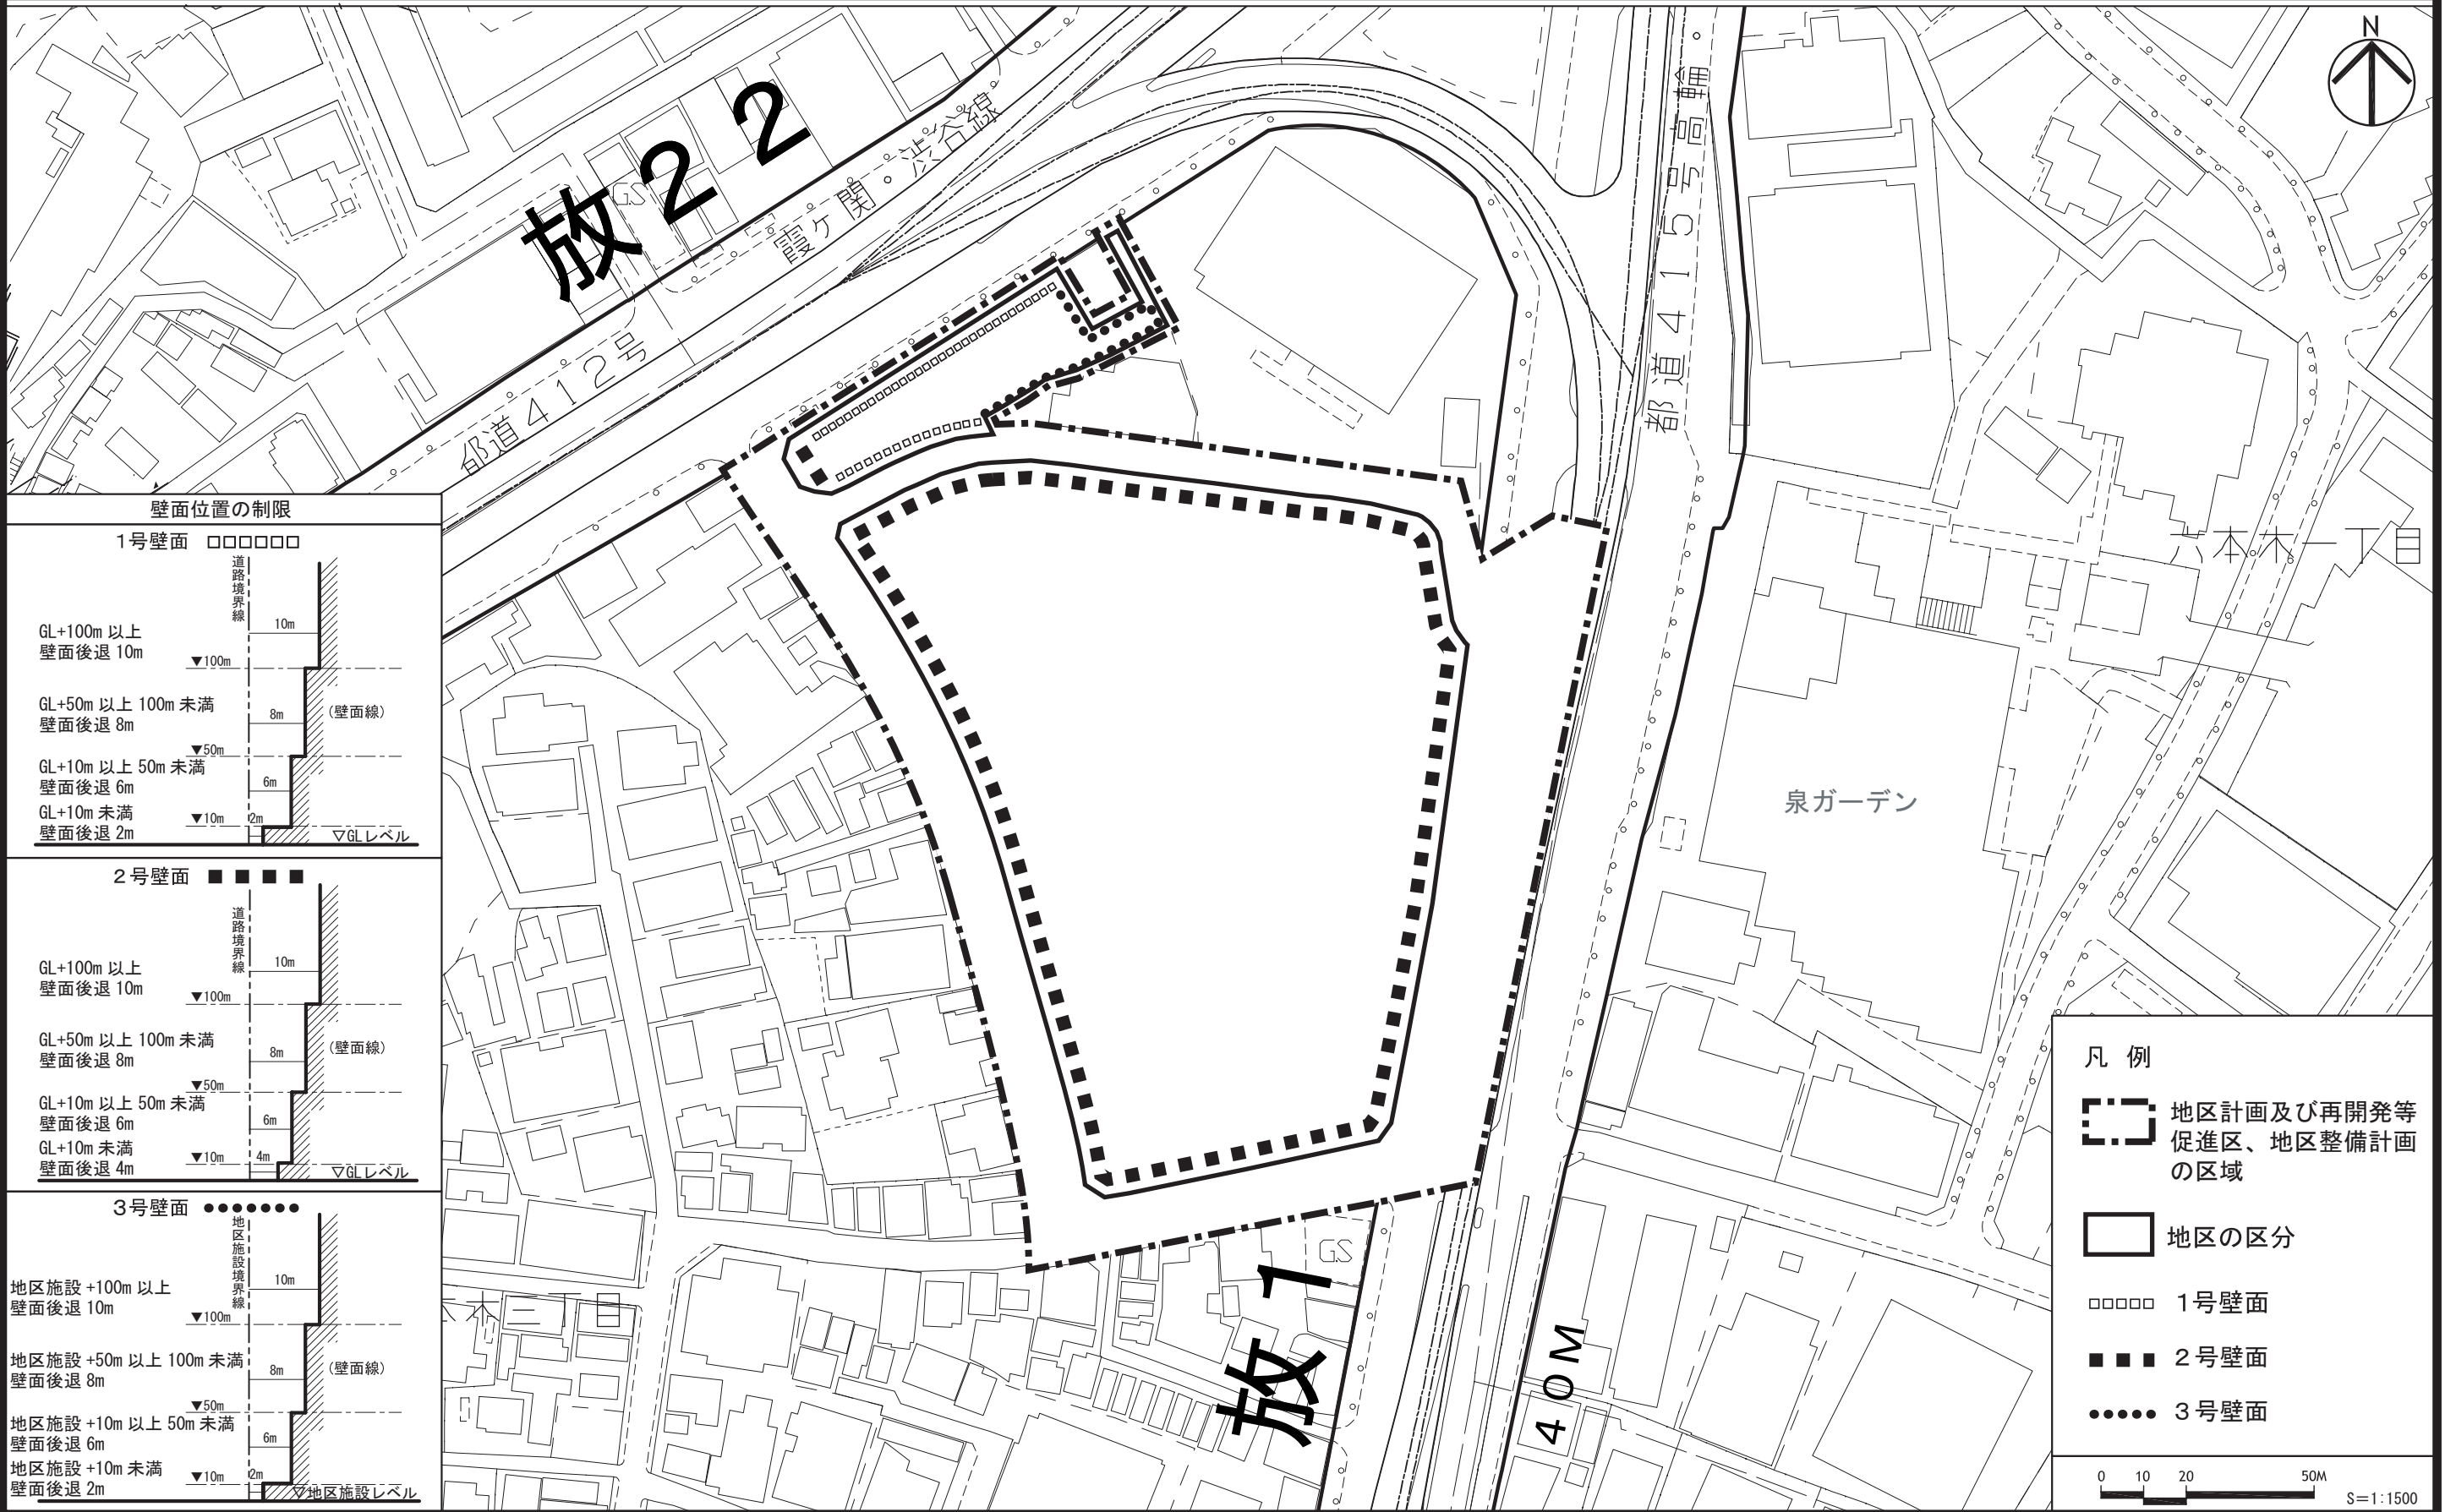 N
放２２
GS
霞ケ関・渋谷線
都道４１２号
都道４１５号
六本木一丁目
泉ガーデン
GS
放１
４０M
壁面位置の制限
1号壁面
道路境界線
10m
GL+100m 以上
壁面後退 10m
▼100m
GL+50m 以上 100m 未満
壁面後退 8m
8m
(壁面線)
▼50m
GL+10m 以上 50m 未満
壁面後退 6m
6m
GL+10m 未満
壁面後退 2m
▼10m
2m
▽GLレベル
2号壁面
道路境界線
10m
GL+100m 以上
壁面後退 10m
▼100m
GL+50m 以上 100m 未満
壁面後退 8m
8m
(壁面線)
▼50m
GL+10m 以上 50m 未満
壁面後退 6m
6m
GL+10m 未満
壁面後退 4m
▼10m
4m
▽GLレベル
3号壁面
地区施設境界線
10m
地区施設 +100m 以上
壁面後退 10m
▼100m
地区施設 +50m 以上 100m 未満
壁面後退 8m
8m
(壁面線)
▼50m
地区施設 +10m 以上 50m 未満
壁面後退 6m
6m
地区施設 +10m 未満
壁面後退 2m
▼10m
2m
▽地区施設レベル
凡 例
地区計画及び再開発等
促進区、地区整備計画
の区域
地区の区分
1号壁面
2号壁面
3号壁面
0 10 20 50M
S=1:1500